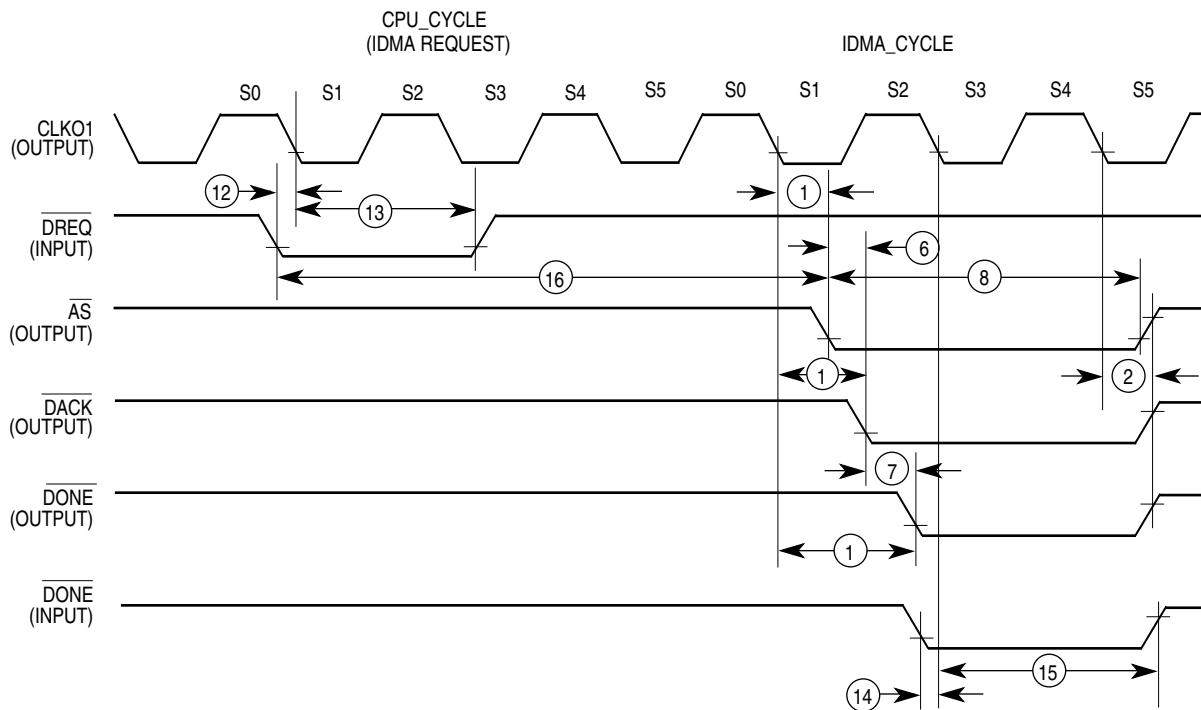 CPU_CYCLE
(IDMA REQUEST)
IDMA_CYCLE
S0 S1 S2 S3 S4 S5 S0 S1 S2 S3 S4 S5
CLKO1
(OUTPUT)
12 13 1
DREQ
(INPUT)
6
16 8
AS
(OUTPUT)
1 2
DACK
(OUTPUT)
7
DONE
(OUTPUT)
1
DONE
(INPUT)
15
14